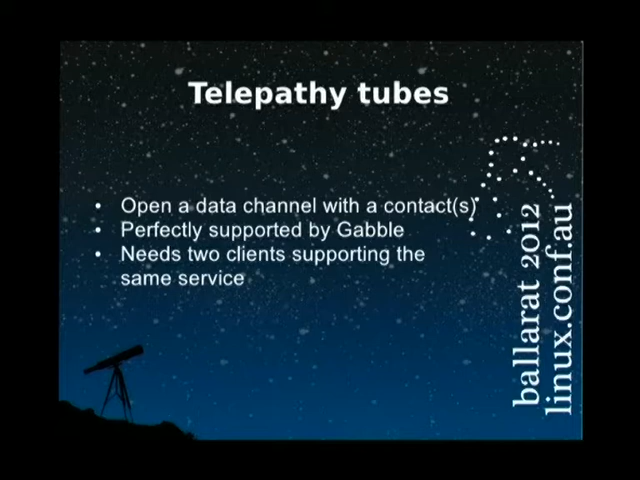 Telepathy tubes
• Open a data channel with a contact(s)
• Perfectly supported by Gabble
• Needs two clients supporting the
same service
ballarat 2012
linux.conf.au